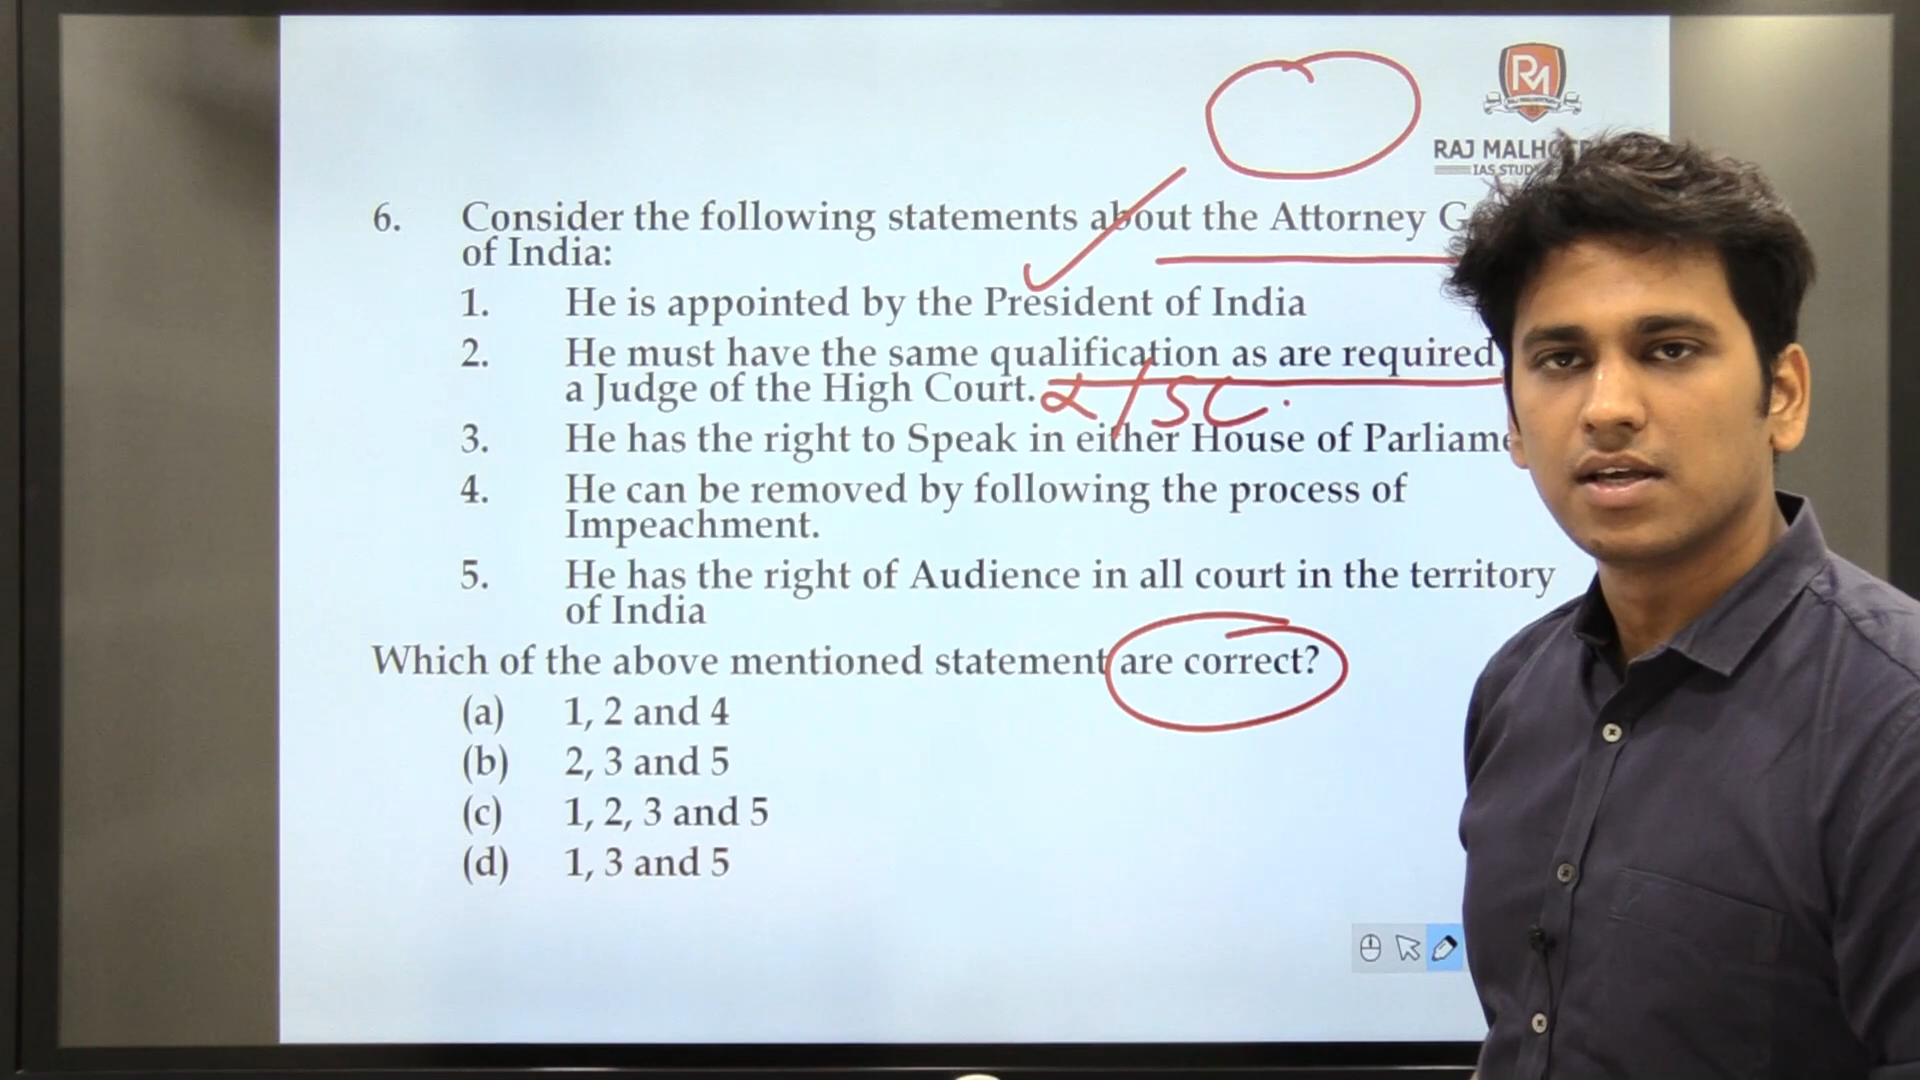 RM
RAJ MALHOTR
IAS STUD
6. Consider the following statements about the Attorney G
of India:
1. He is appointed by the President of India
2. He must have the same qualification as are required
a Judge of the High Court. / SC.
3. He has the right to Speak in either House of Parliame
4. He can be removed by following the process of
Impeachment.
5. He has the right of Audience in all court in the territory
of India
Which of the above mentioned statement are correct?
(a) 1, 2 and 4
(b) 2, 3 and 5
(c) 1, 2, 3 and 5
(d) 1, 3 and 5